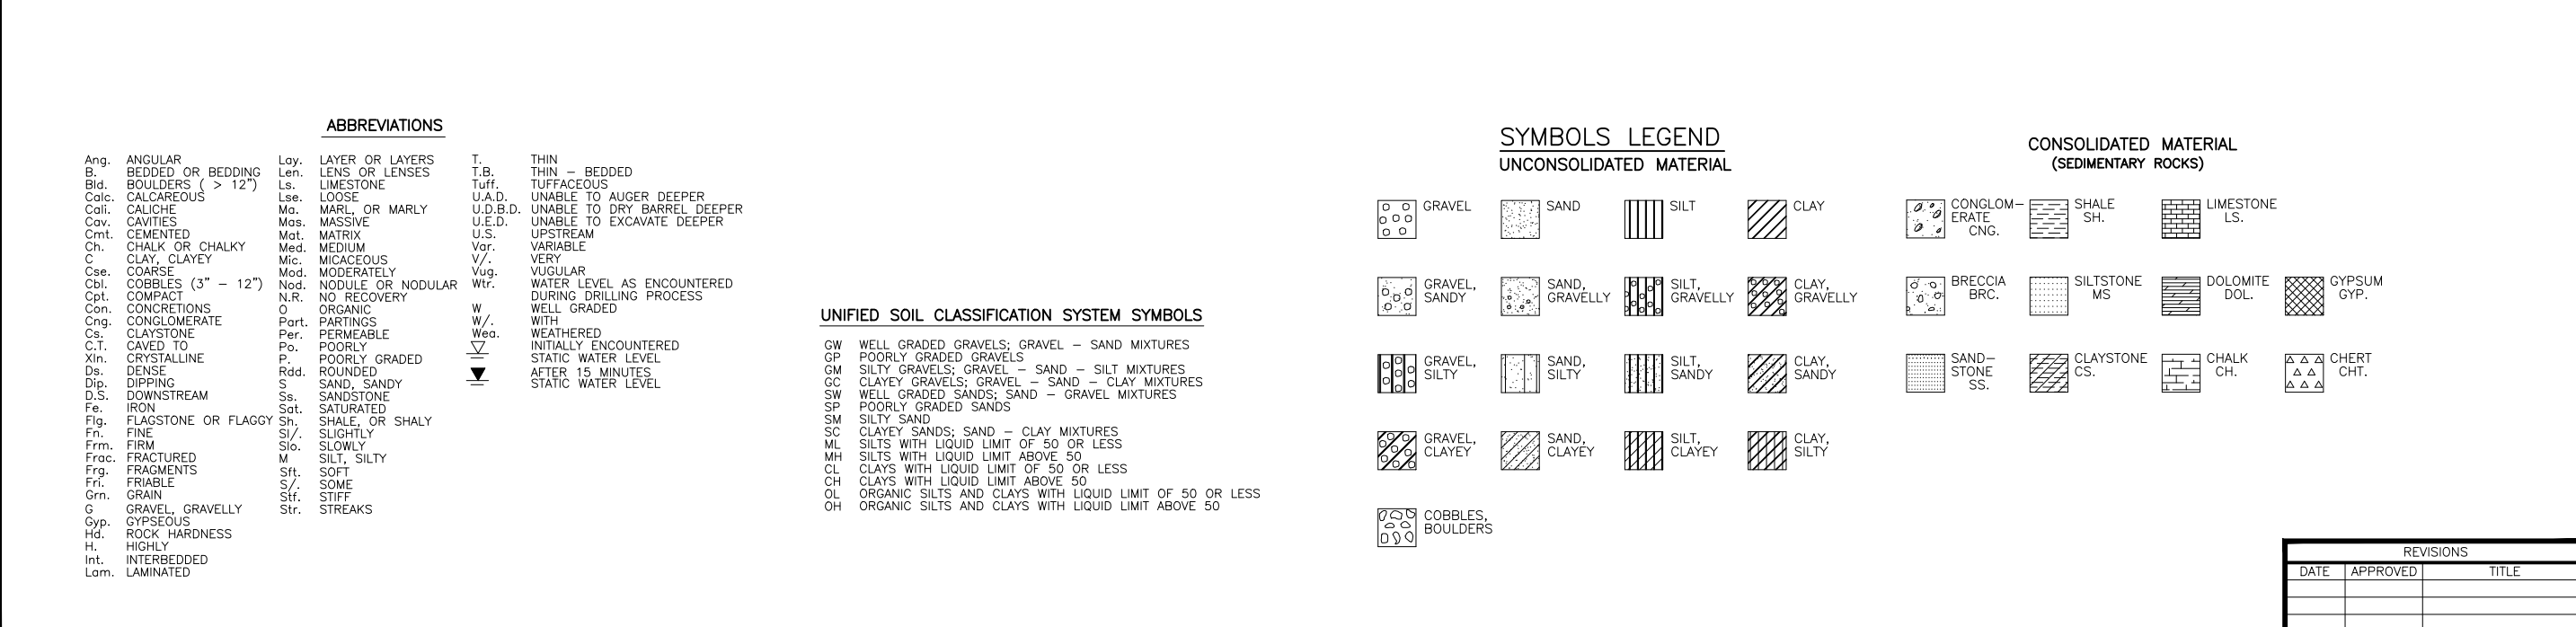 ABBREVIATIONS
Ang. ANGULAR
B. BEDDED OR BEDDING
Bld. BOULDERS ( > 12")
Calc. CALCAREOUS
Cali. CALICHE
Cav. CAVITIES
Cmt. CEMENTED
Ch. CHALK OR CHALKY
C CLAY, CLAYEY
Cse. COARSE
Cbl. COBBLES (3" – 12")
Cpt. COMPACT
Con. CONCRETIONS
Cng. CONGLOMERATE
Cs. CLAYSTONE
C.T. CAVED TO
Xln. CRYSTALLINE
Ds. DENSE
Dip. DIPPING
D.S. DOWNSTREAM
Fe. IRON
Flg. FLAGSTONE OR FLAGGY
Fn. FINE
Frm. FIRM
Frac. FRACTURED
Frg. FRAGMENTS
Fri. FRIABLE
Grn. GRAIN
G GRAVEL, GRAVELLY
Gyp. GYPSEOUS
Hd. ROCK HARDNESS
H. HIGHLY
Int. INTERBEDDED
Lam. LAMINATED
Lay. LAYER OR LAYERS
Len. LENS OR LENSES
Ls. LIMESTONE
Lse. LOOSE
Ma. MARL, OR MARLY
Mas. MASSIVE
Mat. MATRIX
Med. MEDIUM
Mic. MICACEOUS
Mod. MODERATELY
Nod. NODULE OR NODULAR
N.R. NO RECOVERY
O ORGANIC
Part. PARTINGS
Per. PERMEABLE
Po. POORLY
P. POORLY GRADED
Rdd. ROUNDED
S SAND, SANDY
Ss. SANDSTONE
Sat. SATURATED
Sh. SHALE, OR SHALY
Sl/. SLIGHTLY
Slo. SLOWLY
M SILT, SILTY
Sft. SOFT
S/. SOME
Stf. STIFF
Str. STREAKS
T. THIN
T.B. THIN – BEDDED
Tuff. TUFFACEOUS
U.A.D. UNABLE TO AUGER DEEPER
U.D.B.D. UNABLE TO DRY BARREL DEEPER
U.E.D. UNABLE TO EXCAVATE DEEPER
U.S. UPSTREAM
Var. VARIABLE
V/. VERY
Vug. VUGULAR
Wtr. WATER LEVEL AS ENCOUNTERED
DURING DRILLING PROCESS
W WELL GRADED
W/. WITH
Wea. WEATHERED
INITIALLY ENCOUNTERED
STATIC WATER LEVEL
AFTER 15 MINUTES
STATIC WATER LEVEL
UNIFIED SOIL CLASSIFICATION SYSTEM SYMBOLS
GW WELL GRADED GRAVELS; GRAVEL – SAND MIXTURES
GP POORLY GRADED GRAVELS
GM SILTY GRAVELS; GRAVEL – SAND – SILT MIXTURES
GC CLAYEY GRAVELS; GRAVEL – SAND – CLAY MIXTURES
SW WELL GRADED SANDS; SAND – GRAVEL MIXTURES
SP POORLY GRADED SANDS
SM SILTY SAND
SC CLAYEY SANDS; SAND – CLAY MIXTURES
ML SILTS WITH LIQUID LIMIT OF 50 OR LESS
MH SILTS WITH LIQUID LIMIT ABOVE 50
CL CLAYS WITH LIQUID LIMIT OF 50 OR LESS
CH CLAYS WITH LIQUID LIMIT ABOVE 50
OL ORGANIC SILTS AND CLAYS WITH LIQUID LIMIT OF 50 OR LESS
OH ORGANIC SILTS AND CLAYS WITH LIQUID LIMIT ABOVE 50
SYMBOLS LEGEND
UNCONSOLIDATED MATERIAL
GRAVEL
SAND
SILT
CLAY
GRAVEL,
SANDY
SAND,
GRAVELLY
SILT,
GRAVELLY
CLAY,
GRAVELLY
GRAVEL,
SILTY
SAND,
SILTY
SILT,
SANDY
CLAY,
SANDY
GRAVEL,
CLAYEY
SAND,
CLAYEY
SILT,
CLAYEY
CLAY,
SILTY
COBBLES,
BOULDERS
CONSOLIDATED MATERIAL
(SEDIMENTARY ROCKS)
CONGLOM–
ERATE
CNG.
SHALE
SH.
LIMESTONE
LS.
BRECCIA
BRC.
SILTSTONE
MS
DOLOMITE
DOL.
GYPSUM
GYP.
SAND–
STONE
SS.
CLAYSTONE
CS.
CHALK
CH.
CHERT
CHT.
REVISIONS
DATE APPROVED TITLE